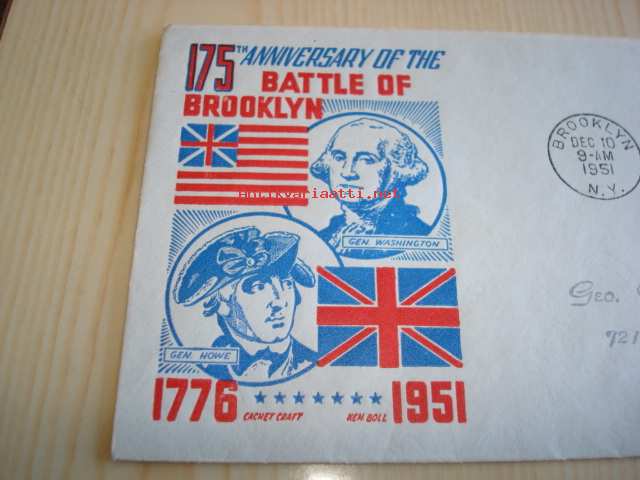 175TH ANNIVERSARY OF THE
BATTLE OF
BROOKLYN
Antikvariaatti.net
GEN. WASHINGTON
GEN. HOWE
1776 1951
CACHET CRAFT KEN BOLL
BROOKLYN
DEC 10
9-AM
1951
N.Y.
Geo.
721